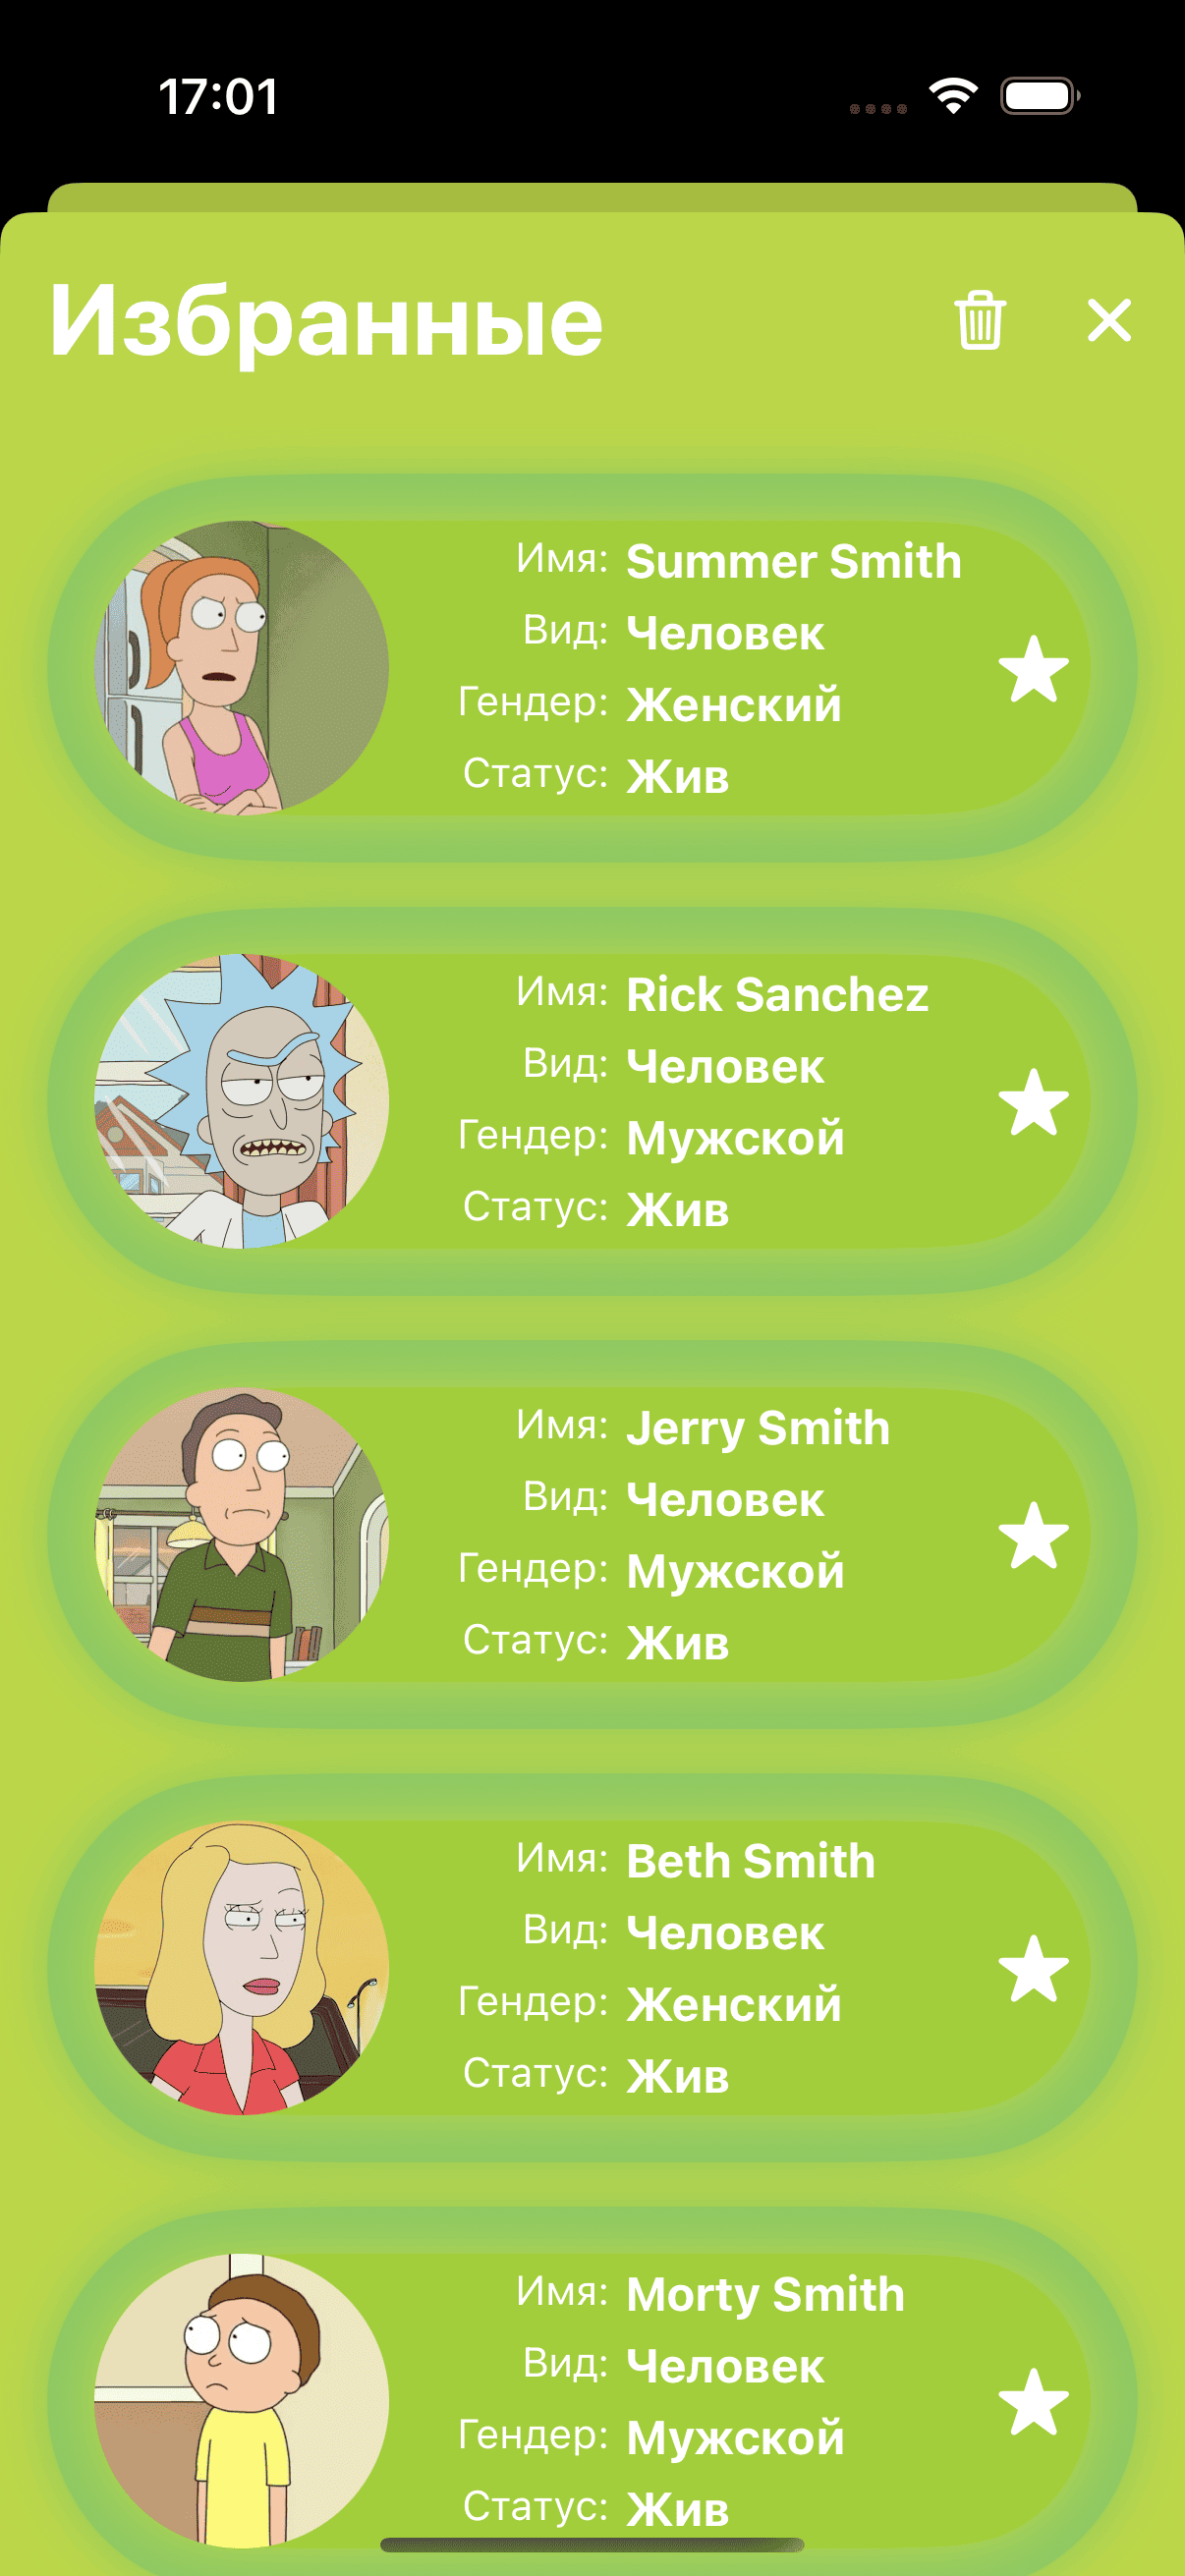 17:01
Избранные
Имя: Summer Smith
Вид: Человек
Гендер: Женский
Статус: Жив
Имя: Rick Sanchez
Вид: Человек
Гендер: Мужской
Статус: Жив
Имя: Jerry Smith
Вид: Человек
Гендер: Мужской
Статус: Жив
Имя: Beth Smith
Вид: Человек
Гендер: Женский
Статус: Жив
Имя: Morty Smith
Вид: Человек
Гендер: Мужской
Статус: Жив